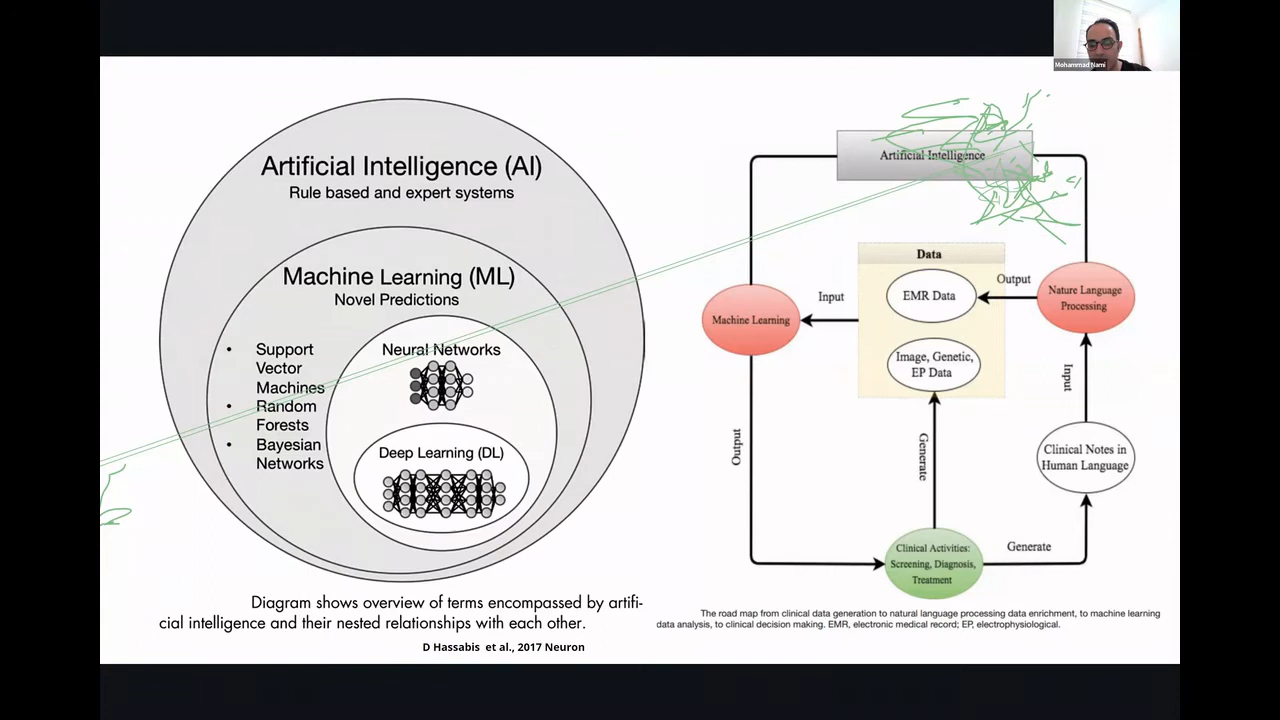 Mohammad Nami
Artificial Intelligence (AI)
Rule based and expert systems
Machine Learning (ML)
Novel Predictions
• Support
Vector
Machines
• Random
Forests
• Bayesian
Networks
Neural Networks
Deep Learning (DL)
Diagram shows overview of terms encompassed by artifi-
cial intelligence and their nested relationships with each other.
D Hassabis et al., 2017 Neuron
Artificial Intelligence
Data
EMR Data
Output
Nature Language
Processing
Input
Machine Learning
Image, Genetic,
EP Data
Input
Output
Generate
Clinical Notes in
Human Language
Clinical Activities:
Screening, Diagnosis,
Treatment
Generate
The road map from clinical data generation to natural language processing data enrichment, to machine learning
data analysis, to clinical decision making. EMR, electronic medical record; EP, electrophysiological.